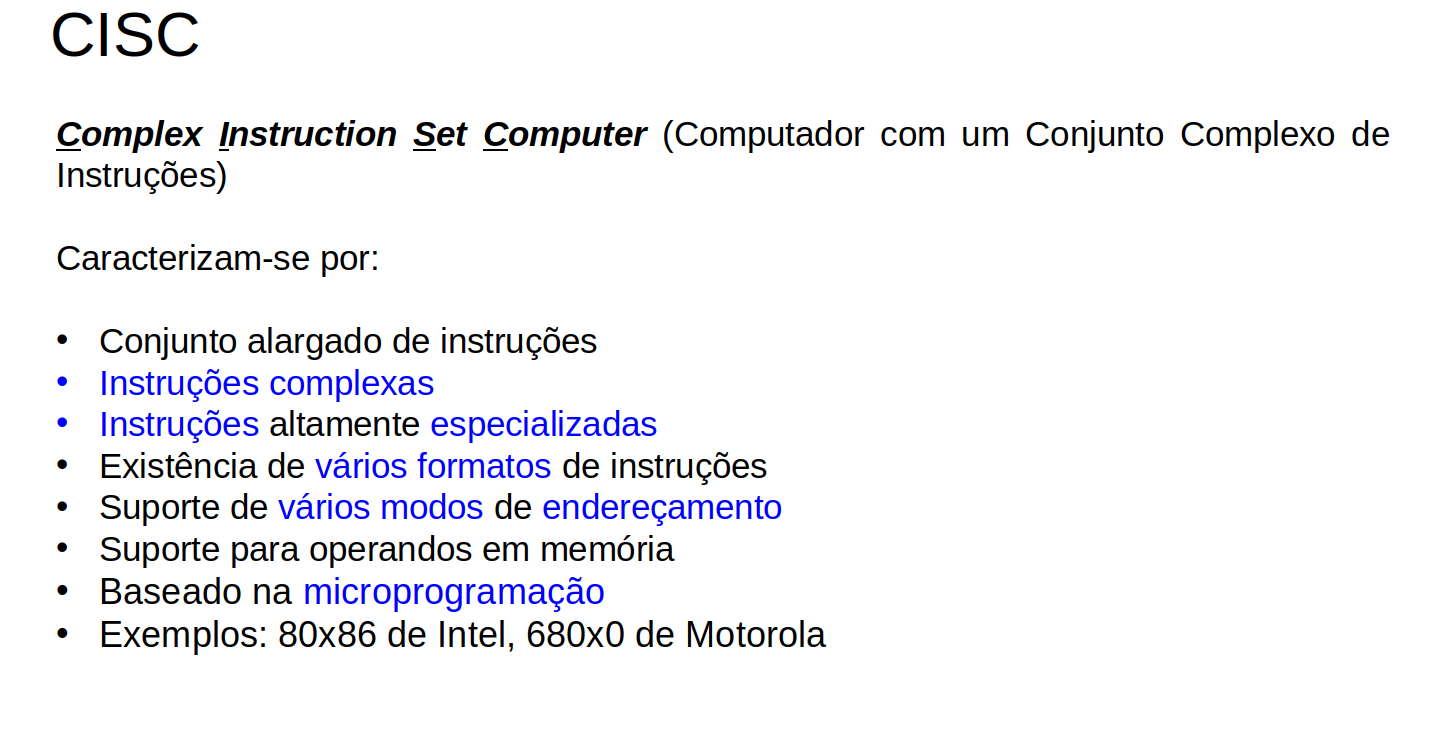 CISC
Complex Instruction Set Computer (Computador com um Conjunto Complexo de
Instruções)
Caracterizam-se por:
• Conjunto alargado de instruções
• Instruções complexas
• Instruções altamente especializadas
• Existência de vários formatos de instruções
• Suporte de vários modos de endereçamento
• Suporte para operandos em memória
• Baseado na microprogramação
• Exemplos: 80x86 de Intel, 680x0 de Motorola